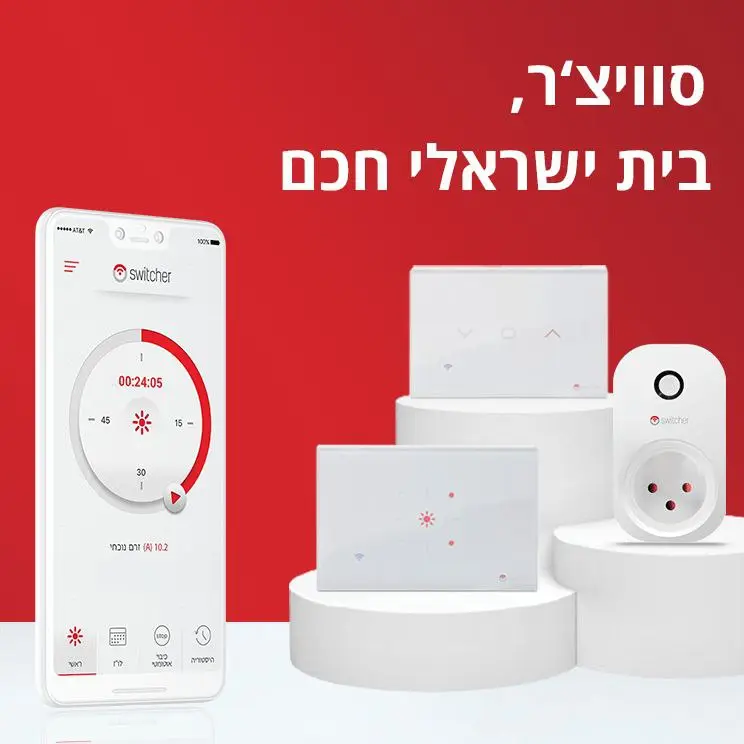 סוויצ‘ר,
בית ישראלי חכם
AT&T
100%
switcher
00:24:05
45
15
30
זרם נוכחי (A) 10.2
ראשי
לו"ז
stop
כיבוי
אוטומטי
היסטוריה
switcher